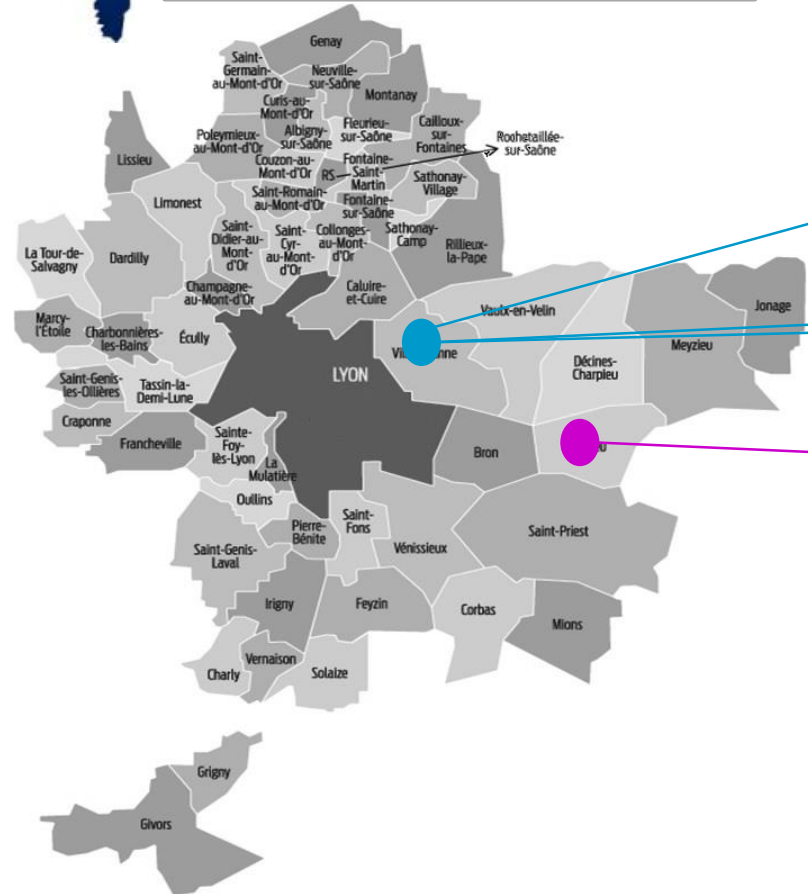 Genay
Saint-
Germain-
au-Mont-d'Or
Neuville-
sur-Saône
Montanay
Curis-au-
Mont-d'Or
Albigny-
sur-Saône
Fleurieu-
sur-Saône
Cailloux-
sur-
Fontaines
Poleymieux-
au-Mont-d'Or
Lissieu
Couzon-au-
Mont-d'Or
RS
Fontaine-
Saint-
Martin
Rochetaillée-
sur-Saône
Sathonay-
Village
Limonest
Saint-Romain-
au-Mont-d'Or
Fontaine-
sur-Saône
Saint-
Didier-au-
Mont-
d'Or
Saint-
Cyr-
au-Mont-
d'Or
Collonges-
au-Mont-
d'Or
Sathonay-
Camp
Rillieux-
la-Pape
La Tour-de-
Salvagny
Dardilly
Champagne-
au-Mont-d'Or
Caluire-
et-Cuire
Vaulx-en-Velin
Jonage
Marcy-
l'Étoile
Charbonnières-
les-Bains
Écully
Meyzieu
Décines-
Charpieu
LYON
Saint-Genis-
les-Ollières
Tassin-la-
Demi-Lune
Craponne
Francheville
Sainte-
Foy-
lès-Lyon
La
Mulatière
Bron
Oullins
Pierre-
Bénite
Saint-
Fons
Vénissieux
Saint-Priest
Saint-Genis-
Laval
Irigny
Feyzin
Corbas
Mions
Charly
Vernaison
Solaize
Grigny
Givors